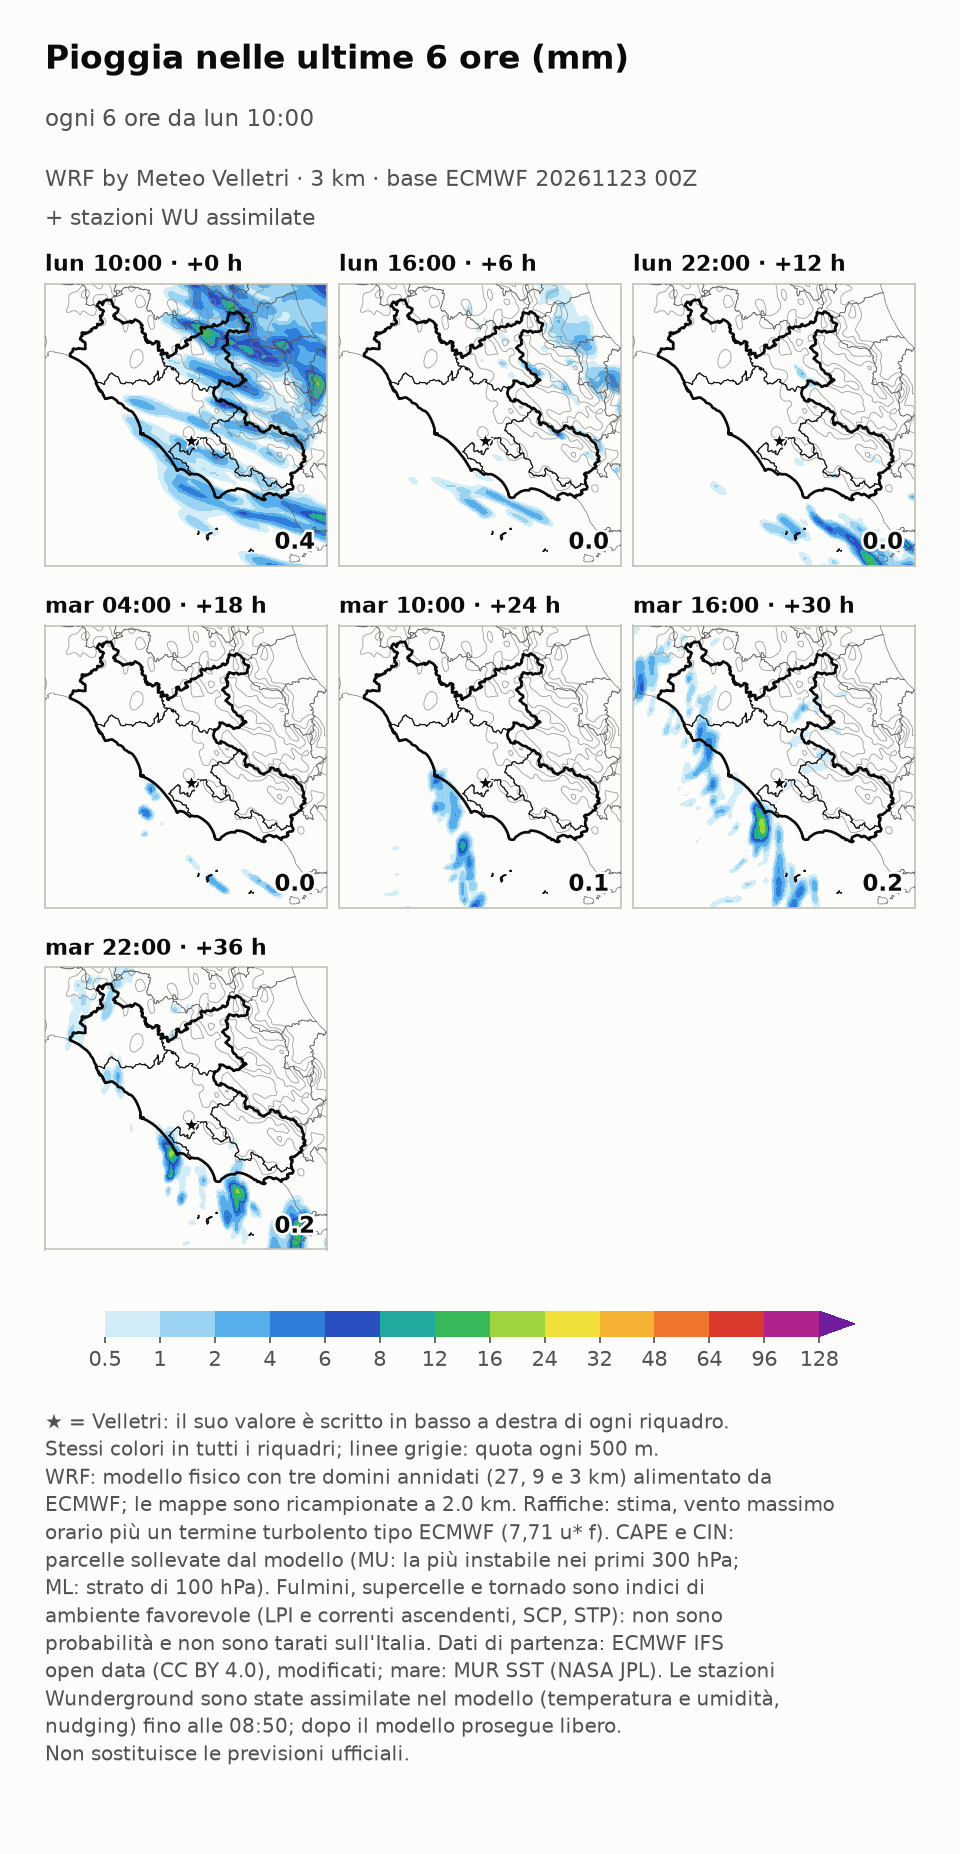 Pioggia nelle ultime 6 ore (mm)
ogni 6 ore da lun 10:00
WRF by Meteo Velletri · 3 km · base ECMWF 20261123 00Z
+ stazioni WU assimilate
lun 10:00 · +0 h
lun 16:00 · +6 h
lun 22:00 · +12 h
0.4
0.0
0.0
mar 04:00 · +18 h
mar 10:00 · +24 h
mar 16:00 · +30 h
0.0
0.1
0.2
mar 22:00 · +36 h
0.2
0.5 1 2 4 6 8 12 16 24 32 48 64 96 128
★ = Velletri: il suo valore è scritto in basso a destra di ogni riquadro.
Stessi colori in tutti i riquadri; linee grigie: quota ogni 500 m.
WRF: modello fisico con tre domini annidati (27, 9 e 3 km) alimentato da
ECMWF; le mappe sono ricampionate a 2.0 km. Raffiche: stima, vento massimo
orario più un termine turbolento tipo ECMWF (7,71 u* f). CAPE e CIN:
parcelle sollevate dal modello (MU: la più instabile nei primi 300 hPa;
ML: strato di 100 hPa). Fulmini, supercelle e tornado sono indici di
ambiente favorevole (LPI e correnti ascendenti, SCP, STP): non sono
probabilità e non sono tarati sull'Italia. Dati di partenza: ECMWF IFS
open data (CC BY 4.0), modificati; mare: MUR SST (NASA JPL). Le stazioni
Wunderground sono state assimilate nel modello (temperatura e umidità,
nudging) fino alle 08:50; dopo il modello prosegue libero.
Non sostituisce le previsioni ufficiali.